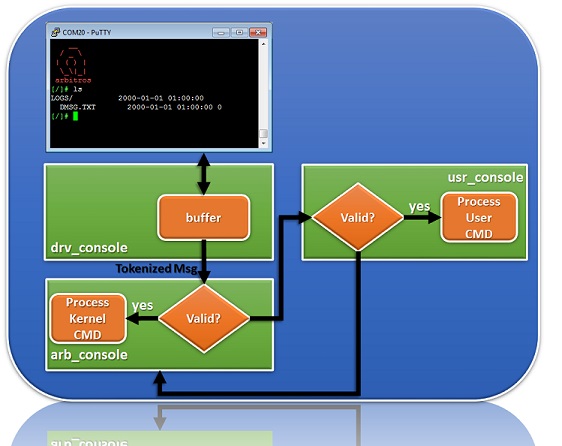 COM20 - PuTTY
arbitros
[/]# ls
LOGS/ 2000-01-01 01:00:00
DMSG.TXT 2000-01-01 01:00:00 0
[/]#
usr_console
buffer
Valid?
yes
Process
User
CMD
drv_console
Tokenized Msg
Process
Kernel
CMD
yes
Valid?
arb_console